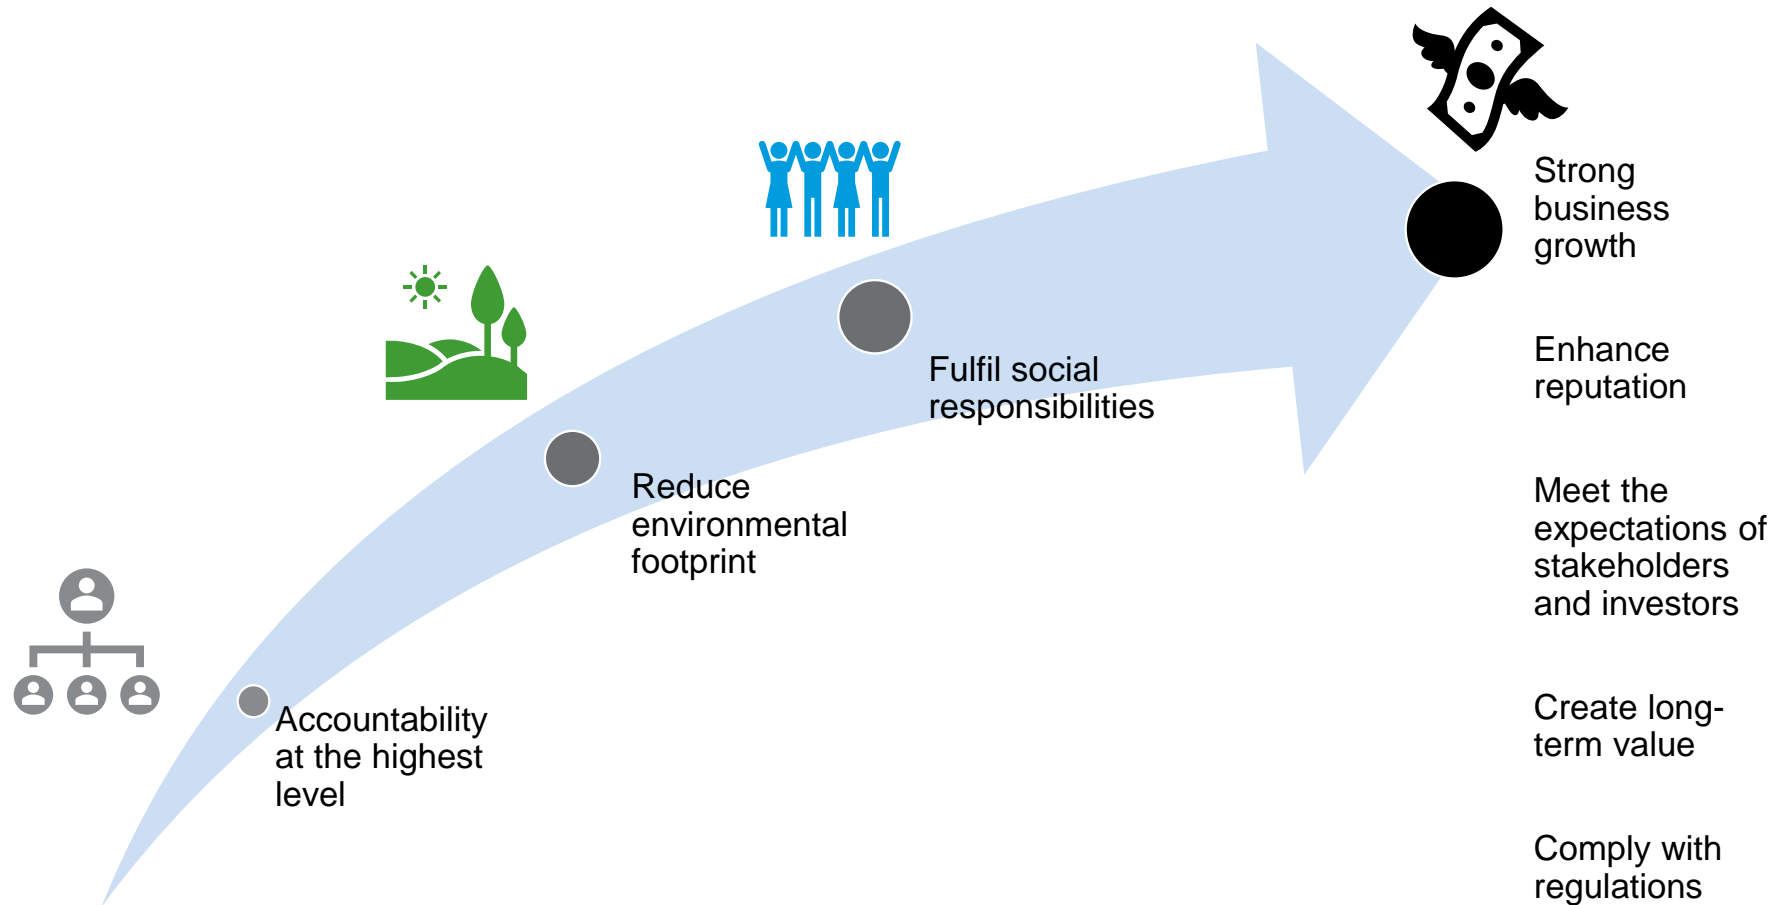 Accountability
at the highest
level
Reduce
environmental
footprint
Fulfil social
responsibilities
Strong
business
growth
Enhance
reputation
Meet the
expectations of
stakeholders
and investors
Create long-
term value
Comply with
regulations